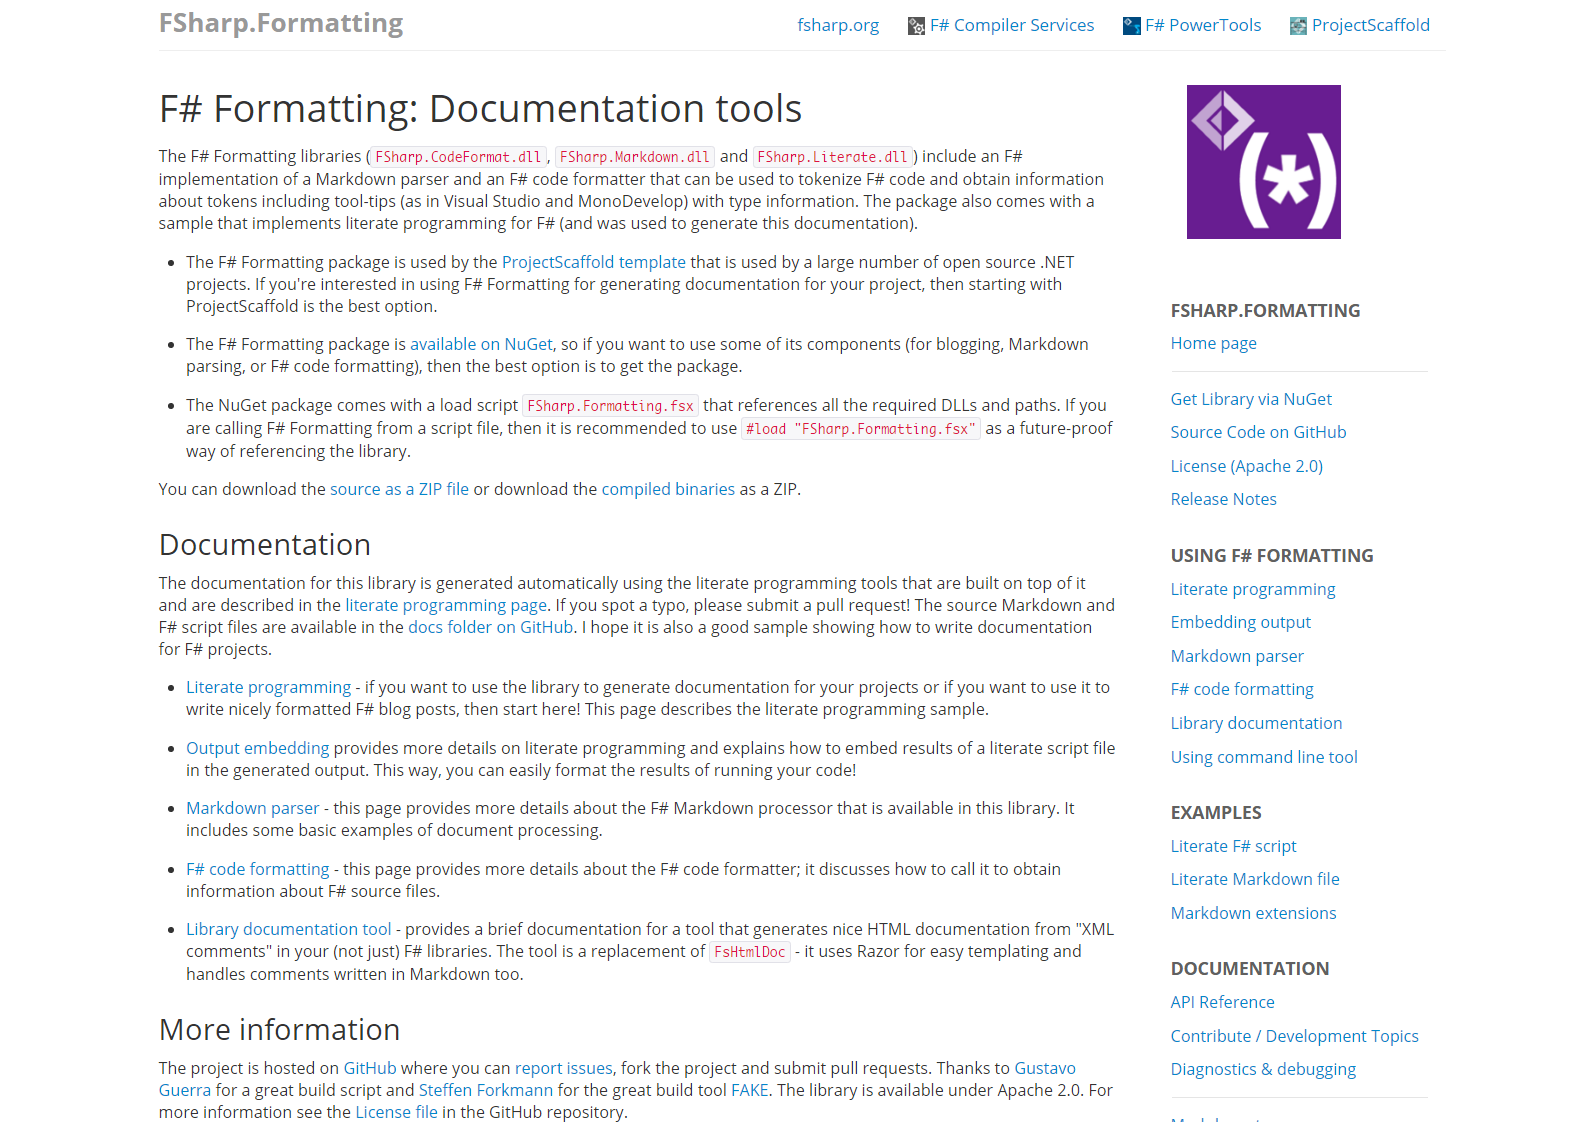 FSharp.Formatting
fsharp.org F# Compiler Services F# PowerTools ProjectScaffold
F# Formatting: Documentation tools
The F# Formatting libraries (FSharp.CodeFormat.dll, FSharp.Markdown.dll and FSharp.Literate.dll) include an F#
implementation of a Markdown parser and an F# code formatter that can be used to tokenize F# code and obtain information
about tokens including tool-tips (as in Visual Studio and MonoDevelop) with type information. The package also comes with a
sample that implements literate programming for F# (and was used to generate this documentation).
• The F# Formatting package is used by the ProjectScaffold template that is used by a large number of open source .NET
projects. If you're interested in using F# Formatting for generating documentation for your project, then starting with
ProjectScaffold is the best option.
• The F# Formatting package is available on NuGet, so if you want to use some of its components (for blogging, Markdown
parsing, or F# code formatting), then the best option is to get the package.
• The NuGet package comes with a load script FSharp.Formatting.fsx that references all the required DLLs and paths. If you
are calling F# Formatting from a script file, then it is recommended to use #load "FSharp.Formatting.fsx" as a future-proof
way of referencing the library.
You can download the source as a ZIP file or download the compiled binaries as a ZIP.
Documentation
The documentation for this library is generated automatically using the literate programming tools that are built on top of it
and are described in the literate programming page. If you spot a typo, please submit a pull request! The source Markdown and
F# script files are available in the docs folder on GitHub. I hope it is also a good sample showing how to write documentation
for F# projects.
• Literate programming - if you want to use the library to generate documentation for your projects or if you want to use it to
write nicely formatted F# blog posts, then start here! This page describes the literate programming sample.
• Output embedding provides more details on literate programming and explains how to embed results of a literate script file
in the generated output. This way, you can easily format the results of running your code!
• Markdown parser - this page provides more details about the F# Markdown processor that is available in this library. It
includes some basic examples of document processing.
• F# code formatting - this page provides more details about the F# code formatter; it discusses how to call it to obtain
information about F# source files.
• Library documentation tool - provides a brief documentation for a tool that generates nice HTML documentation from "XML
comments" in your (not just) F# libraries. The tool is a replacement of FsHtmlDoc - it uses Razor for easy templating and
handles comments written in Markdown too.
More information
The project is hosted on GitHub where you can report issues, fork the project and submit pull requests. Thanks to Gustavo
Guerra for a great build script and Steffen Forkmann for the great build tool FAKE. The library is available under Apache 2.0. For
more information see the License file in the GitHub repository.
(*)
FSHARP.FORMATTING
Home page
Get Library via NuGet
Source Code on GitHub
License (Apache 2.0)
Release Notes
USING F# FORMATTING
Literate programming
Embedding output
Markdown parser
F# code formatting
Library documentation
Using command line tool
EXAMPLES
Literate F# script
Literate Markdown file
Markdown extensions
DOCUMENTATION
API Reference
Contribute / Development Topics
Diagnostics & debugging